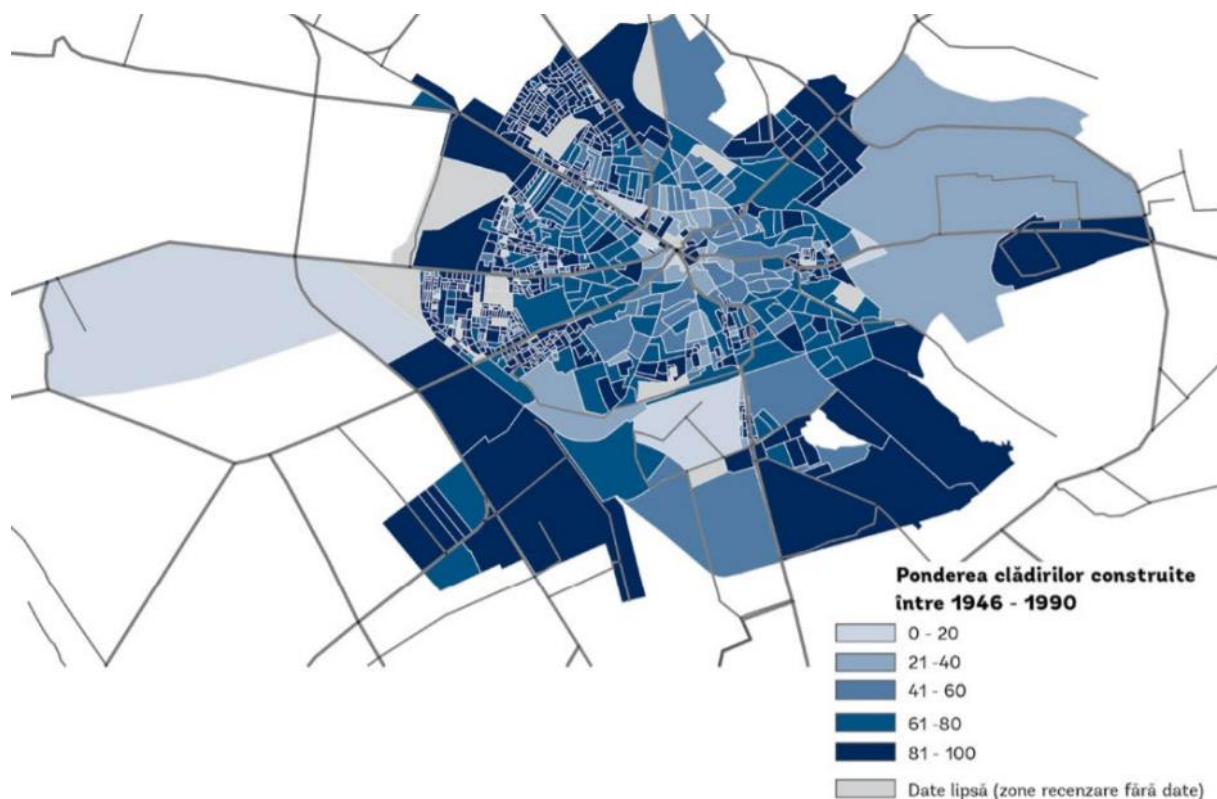 Ponderea clădirilor construite
între 1946 - 1990
0 - 20
21 -40
41 - 60
61 -80
81 - 100
Date lipsă (zone recenzare fără date)